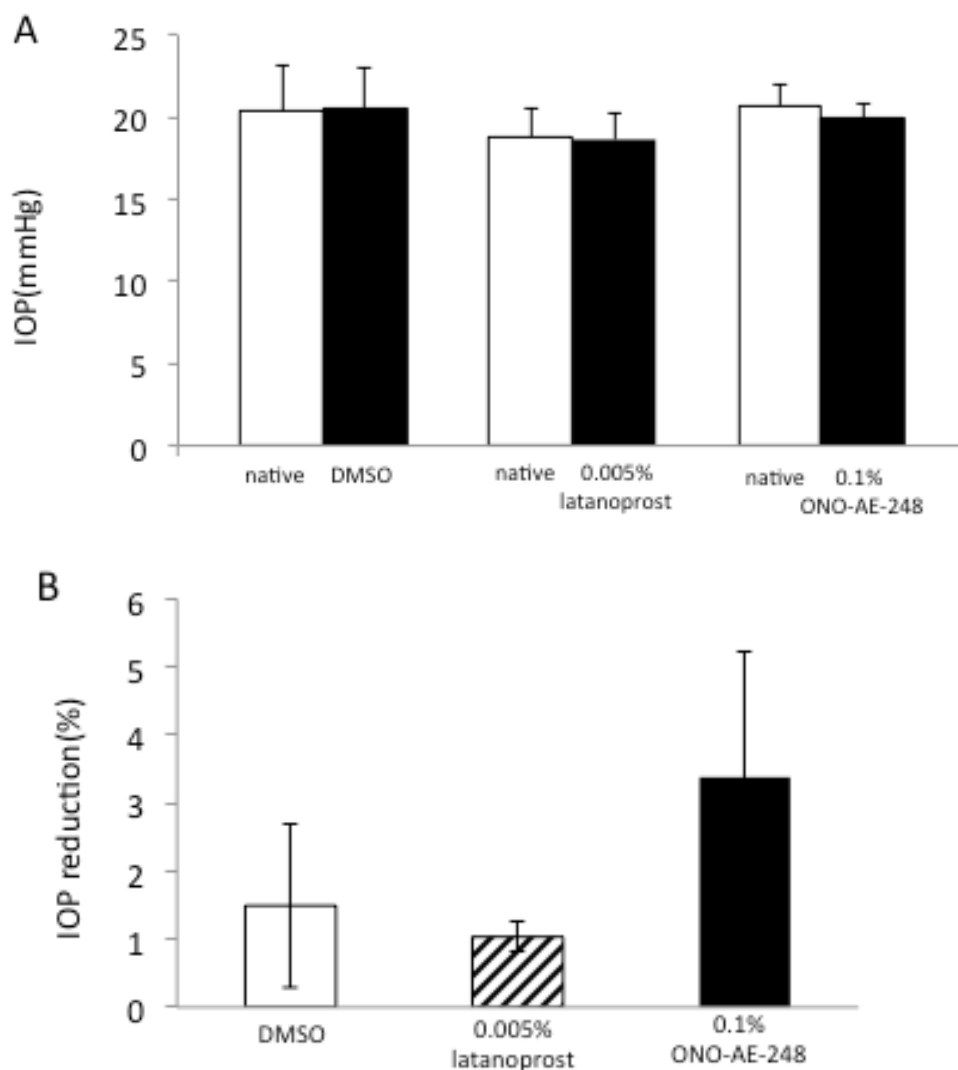 A
IOP(mmHg)
25
20
15
10
5
0
native DMSO native 0.005% native 0.1%
latanoprost ONO-AE-248
B
IOP reduction(%)
6
5
4
3
2
1
0
DMSO 0.005% 0.1%
latanoprost ONO-AE-248